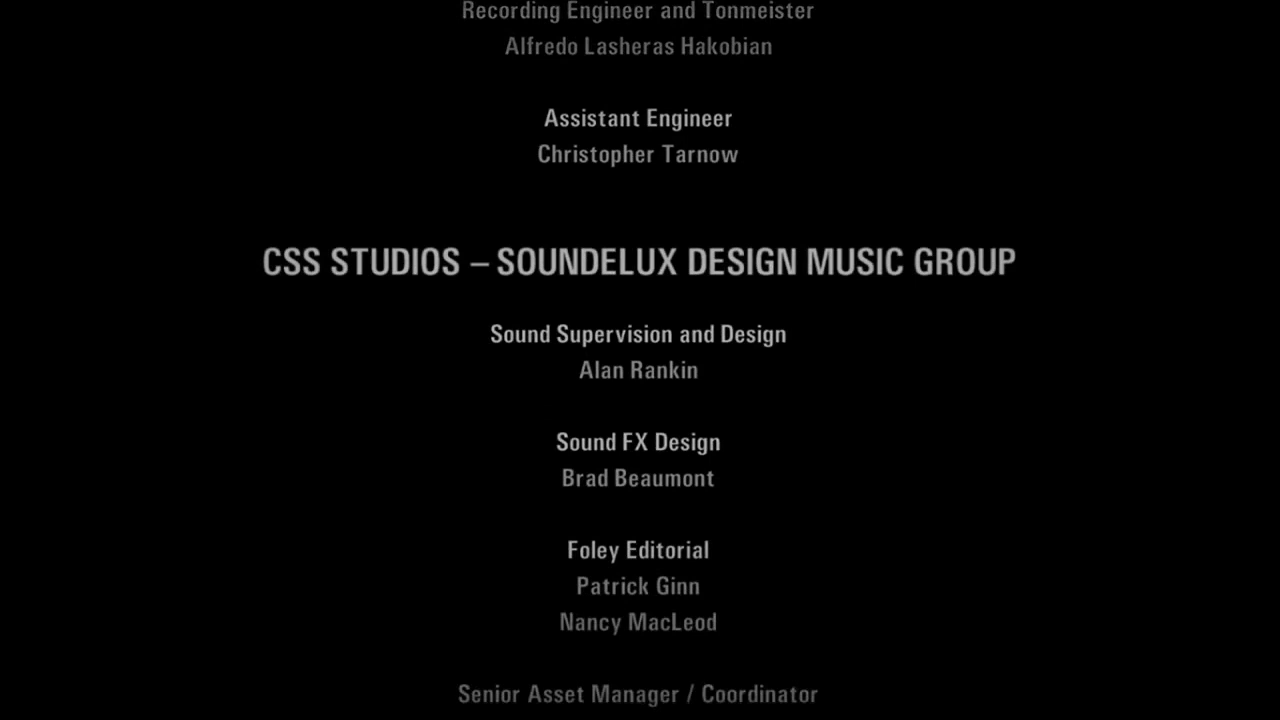 Recording Engineer and Tonmeister
Alfredo Lasheras Hakobian
Assistant Engineer
Christopher Tarnow
CSS STUDIOS – SOUNDELUX DESIGN MUSIC GROUP
Sound Supervision and Design
Alan Rankin
Sound FX Design
Brad Beaumont
Foley Editorial
Patrick Ginn
Nancy MacLeod
Senior Asset Manager / Coordinator